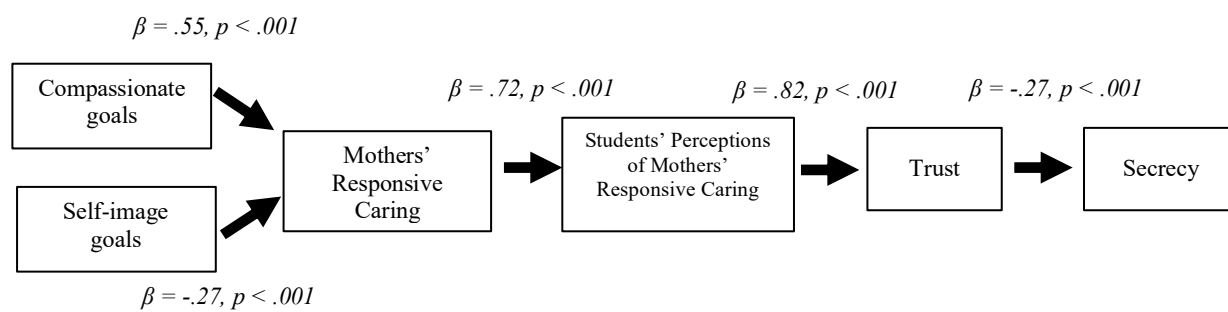 β = .55, p < .001
Compassionate
goals
Self-image
goals
β = -.27, p < .001
Mothers’
Responsive
Caring
β = .72, p < .001
Students’ Perceptions
of Mothers’
Responsive Caring
β = .82, p < .001
Trust
β = -.27, p < .001
Secrecy